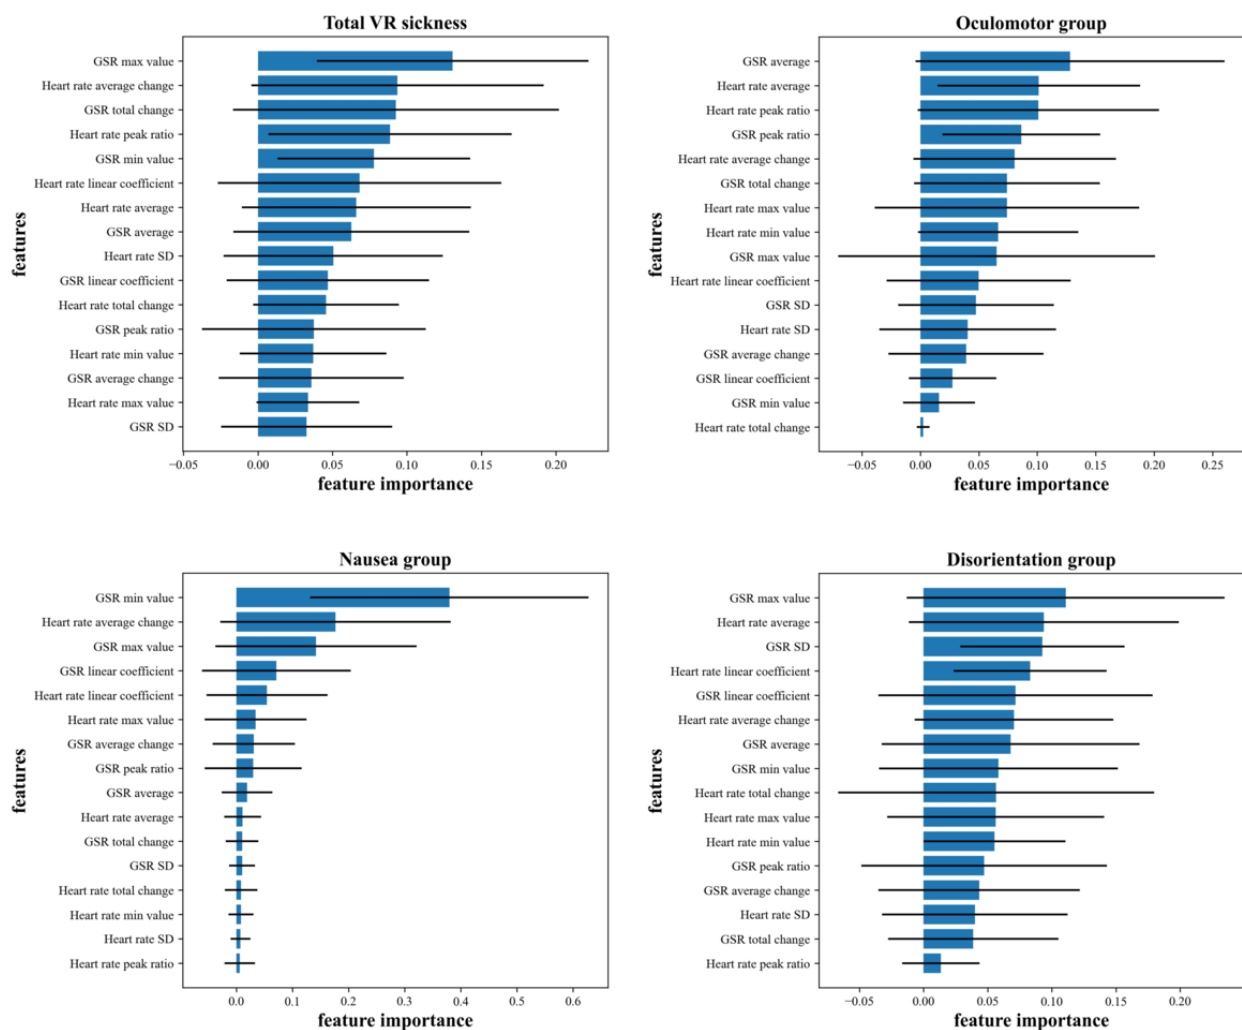 Total VR sickness
features
GSR max value
Heart rate average change
GSR total change
Heart rate peak ratio
GSR min value
Heart rate linear coefficient
Heart rate average
GSR average
Heart rate SD
GSR linear coefficient
Heart rate total change
GSR peak ratio
Heart rate min value
GSR average change
Heart rate max value
GSR SD
−0.05 0.00 0.05 0.10 0.15 0.20
feature importance
Oculomotor group
features
GSR average
Heart rate average
Heart rate peak ratio
GSR peak ratio
Heart rate average change
GSR total change
Heart rate max value
Heart rate min value
GSR max value
Heart rate linear coefficient
GSR SD
Heart rate SD
GSR average change
GSR linear coefficient
GSR min value
Heart rate total change
−0.05 0.00 0.05 0.10 0.15 0.20 0.25
feature importance
Nausea group
features
GSR min value
Heart rate average change
GSR max value
GSR linear coefficient
Heart rate linear coefficient
Heart rate max value
GSR average change
GSR peak ratio
GSR average
Heart rate average
GSR total change
GSR SD
Heart rate total change
Heart rate min value
Heart rate SD
Heart rate peak ratio
0.0 0.1 0.2 0.3 0.4 0.5 0.6
feature importance
Disorientation group
features
GSR max value
Heart rate average
GSR SD
Heart rate linear coefficient
GSR linear coefficient
Heart rate average change
GSR average
GSR min value
Heart rate total change
Heart rate max value
Heart rate min value
GSR peak ratio
GSR average change
Heart rate SD
GSR total change
Heart rate peak ratio
−0.05 0.00 0.05 0.10 0.15 0.20
feature importance